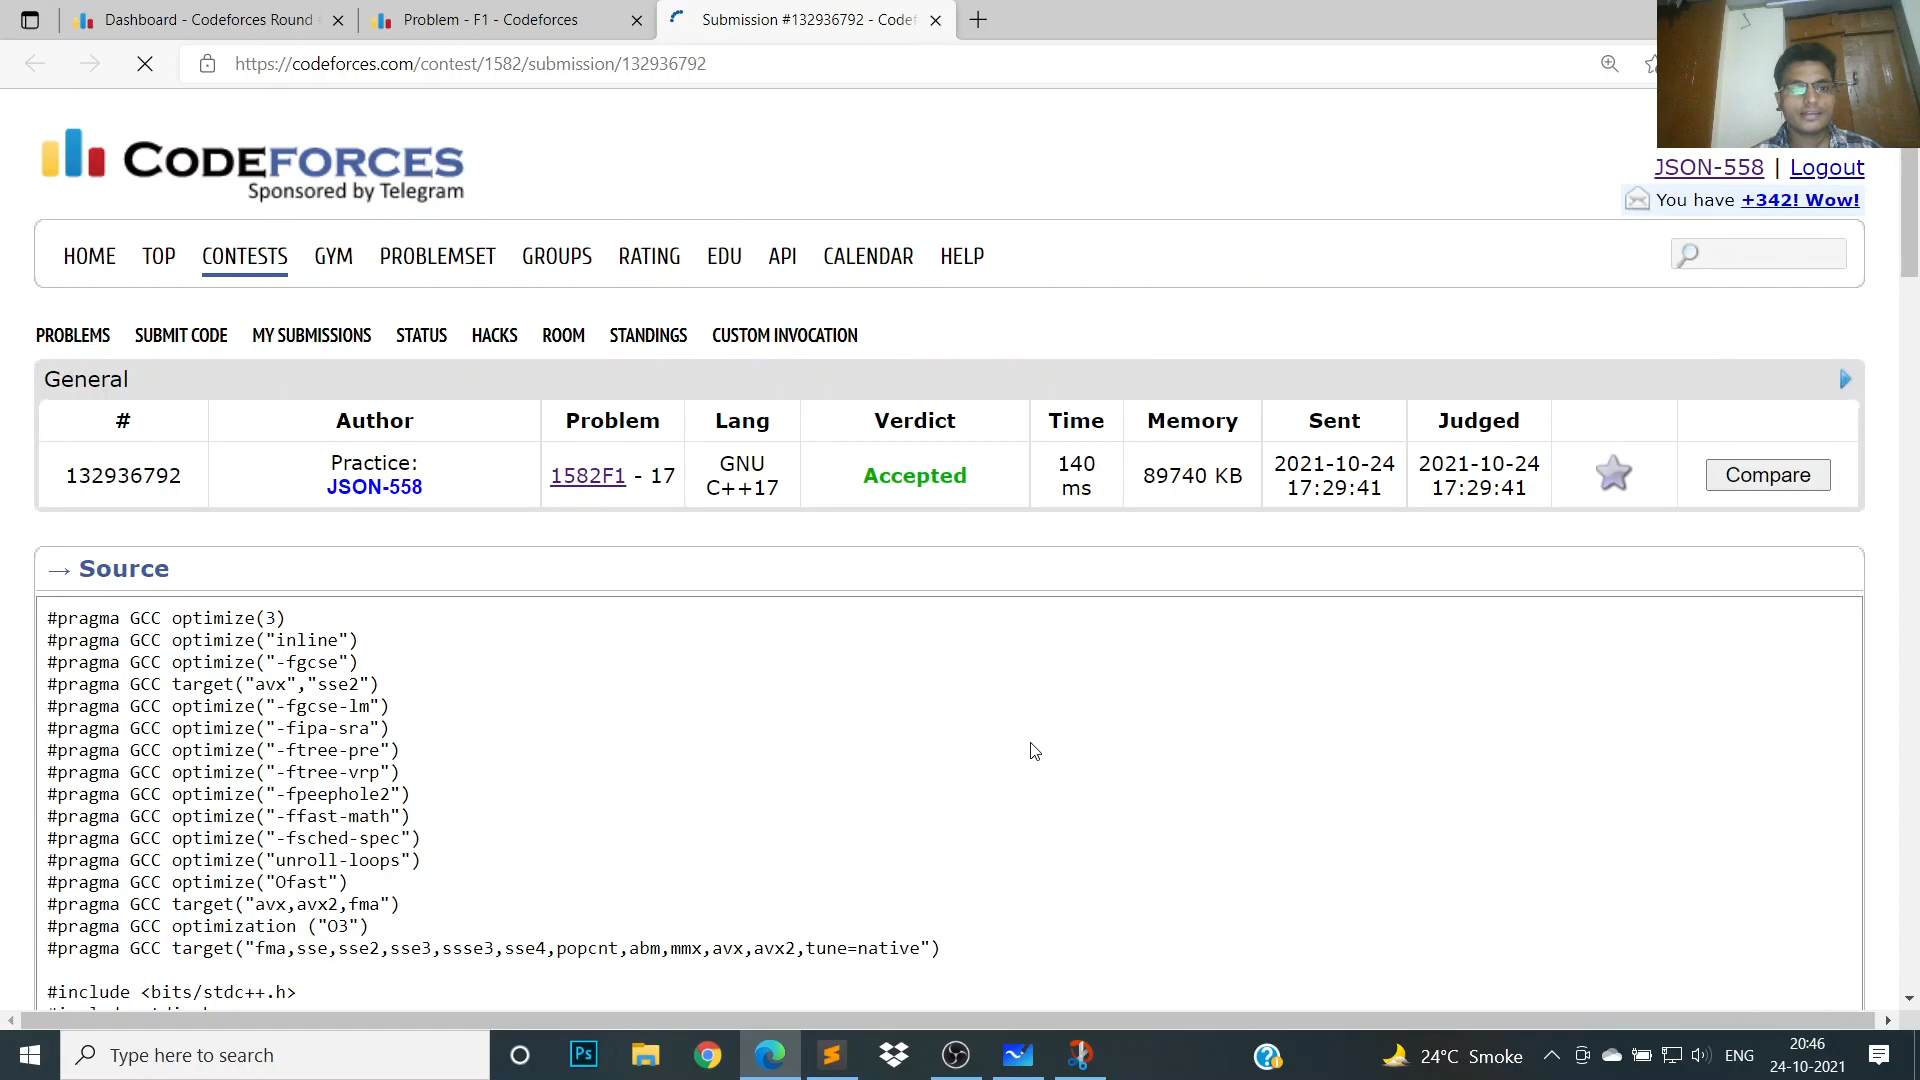 Dashboard - Codeforces Round
Problem - F1 - Codeforces
Submission #132936792 - Codef
https://codeforces.com/contest/1582/submission/132936792
CODEFORCES
Sponsored by Telegram
JSON-558 | Logout
You have +342! Wow!
HOME TOP CONTESTS GYM PROBLEMSET GROUPS RATING EDU API CALENDAR HELP
PROBLEMS SUBMIT CODE MY SUBMISSIONS STATUS HACKS ROOM STANDINGS CUSTOM INVOCATION
General
# Author Problem Lang Verdict Time Memory Sent Judged
132936792 Practice: JSON-558 1582F1 - 17 GNU C++17 Accepted 140 ms 89740 KB 2021-10-24 17:29:41 2021-10-24 17:29:41 Compare
→ Source
#pragma GCC optimize(3)
#pragma GCC optimize("inline")
#pragma GCC optimize("-fgcse")
#pragma GCC target("avx","sse2")
#pragma GCC optimize("-fgcse-lm")
#pragma GCC optimize("-fipa-sra")
#pragma GCC optimize("-ftree-pre")
#pragma GCC optimize("-ftree-vrp")
#pragma GCC optimize("-fpeephole2")
#pragma GCC optimize("-ffast-math")
#pragma GCC optimize("-fsched-spec")
#pragma GCC optimize("unroll-loops")
#pragma GCC optimize("Ofast")
#pragma GCC target("avx,avx2,fma")
#pragma GCC optimization ("O3")
#pragma GCC target("fma,sse,sse2,sse3,ssse3,sse4,popcnt,abm,mmx,avx,avx2,tune=native")
#include <bits/stdc++.h>
Type here to search
Ps
24°C Smoke
ENG
20:46
24-10-2021